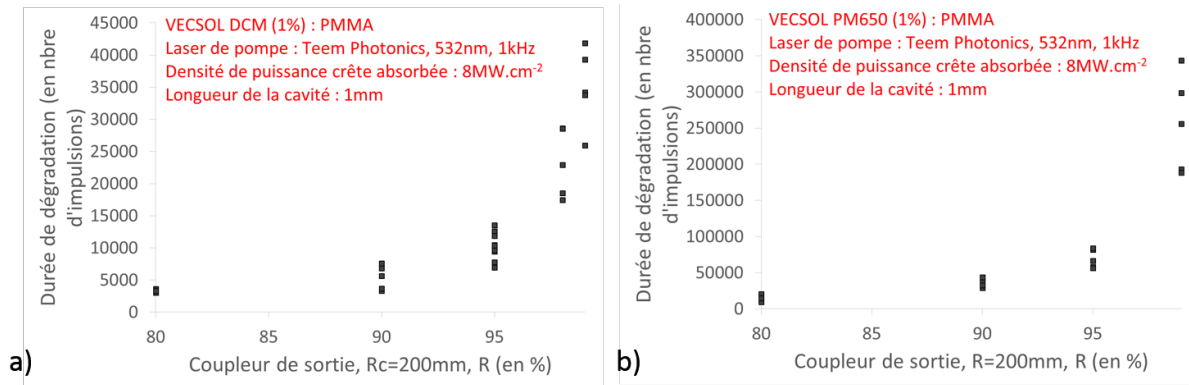 VECSOL DCM (1%) : PMMA
Laser de pompe : Teem Photonics, 532nm, 1kHz
Densité de puissance crête absorbée : 8MW.cm-2
Longueur de la cavité : 1mm
Durée de dégradation (en nbre
d'impulsions)
45000
40000
35000
30000
25000
20000
15000
10000
5000
0
80
85
90
95
Coupleur de sortie, Rc=200mm, R (en %)
a)
VECSOL PM650 (1%) : PMMA
Laser de pompe : Teem Photonics, 532nm, 1kHz
Densité de puissance crête absorbée : 8MW.cm-2
Longueur de la cavité : 1mm
Durée de dégradation (en nbre
d'impulsions)
400000
350000
300000
250000
200000
150000
100000
50000
0
80
85
90
95
Coupleur de sortie, R=200mm, R (en %)
b)